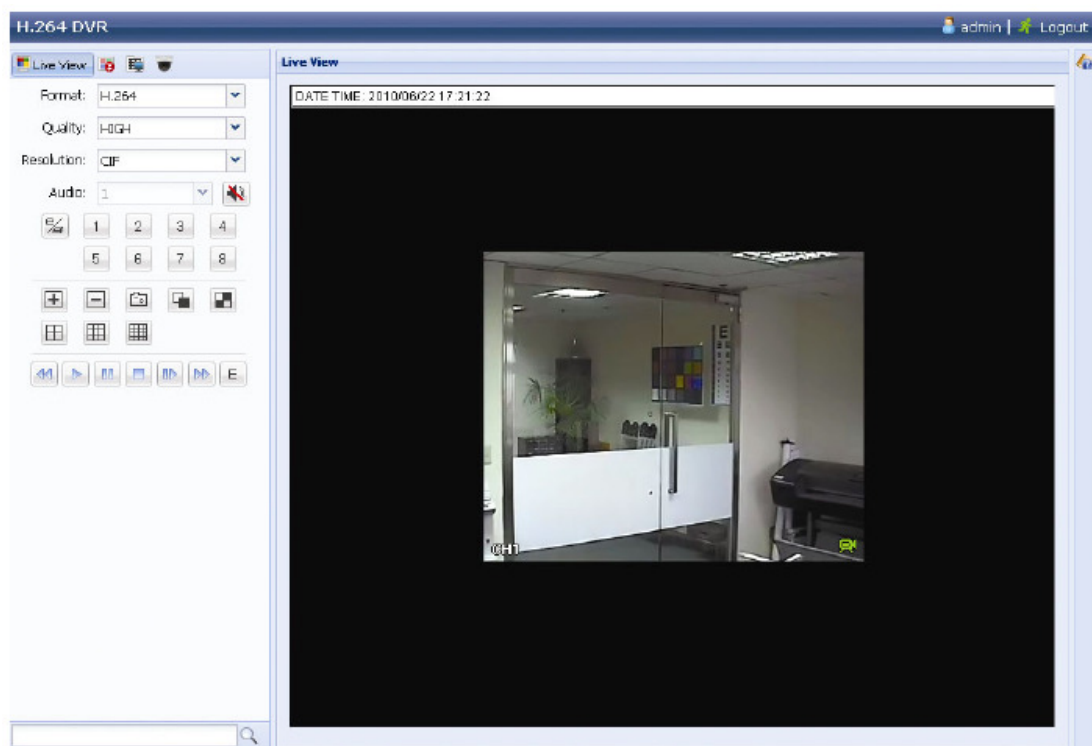 H.264 DVR
admin | Logout
Live View
Live View
Format: H.264
DATE TIME: 2010/06/22 17:21:22
Quality: HIGH
Resolution: CIF
Audio: 1
1 2 3 4
5 6 7 8
E
E
CH1